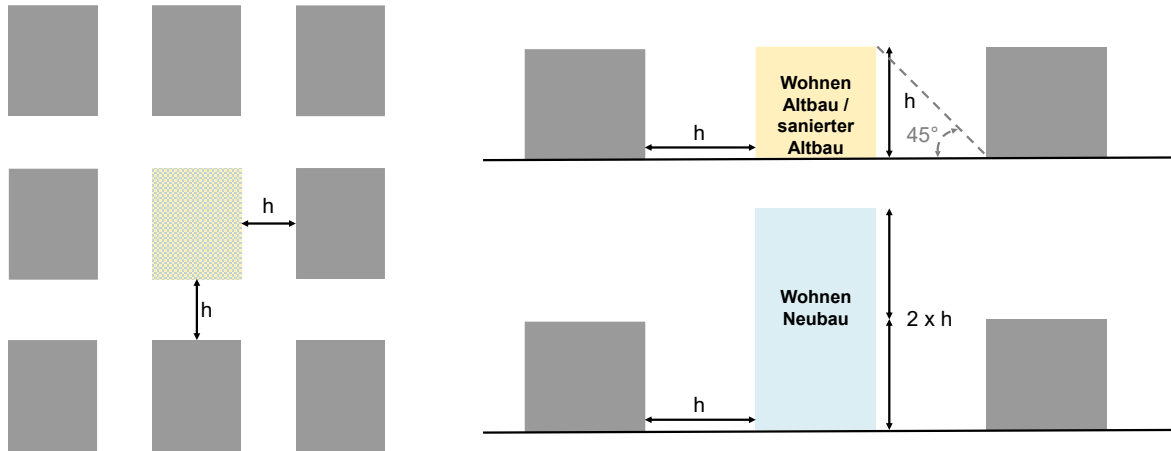 h
h
Wohnen
Altbau /
sanierter
Altbau
h
h
45°
Wohnen
Neubau
2 x h
h